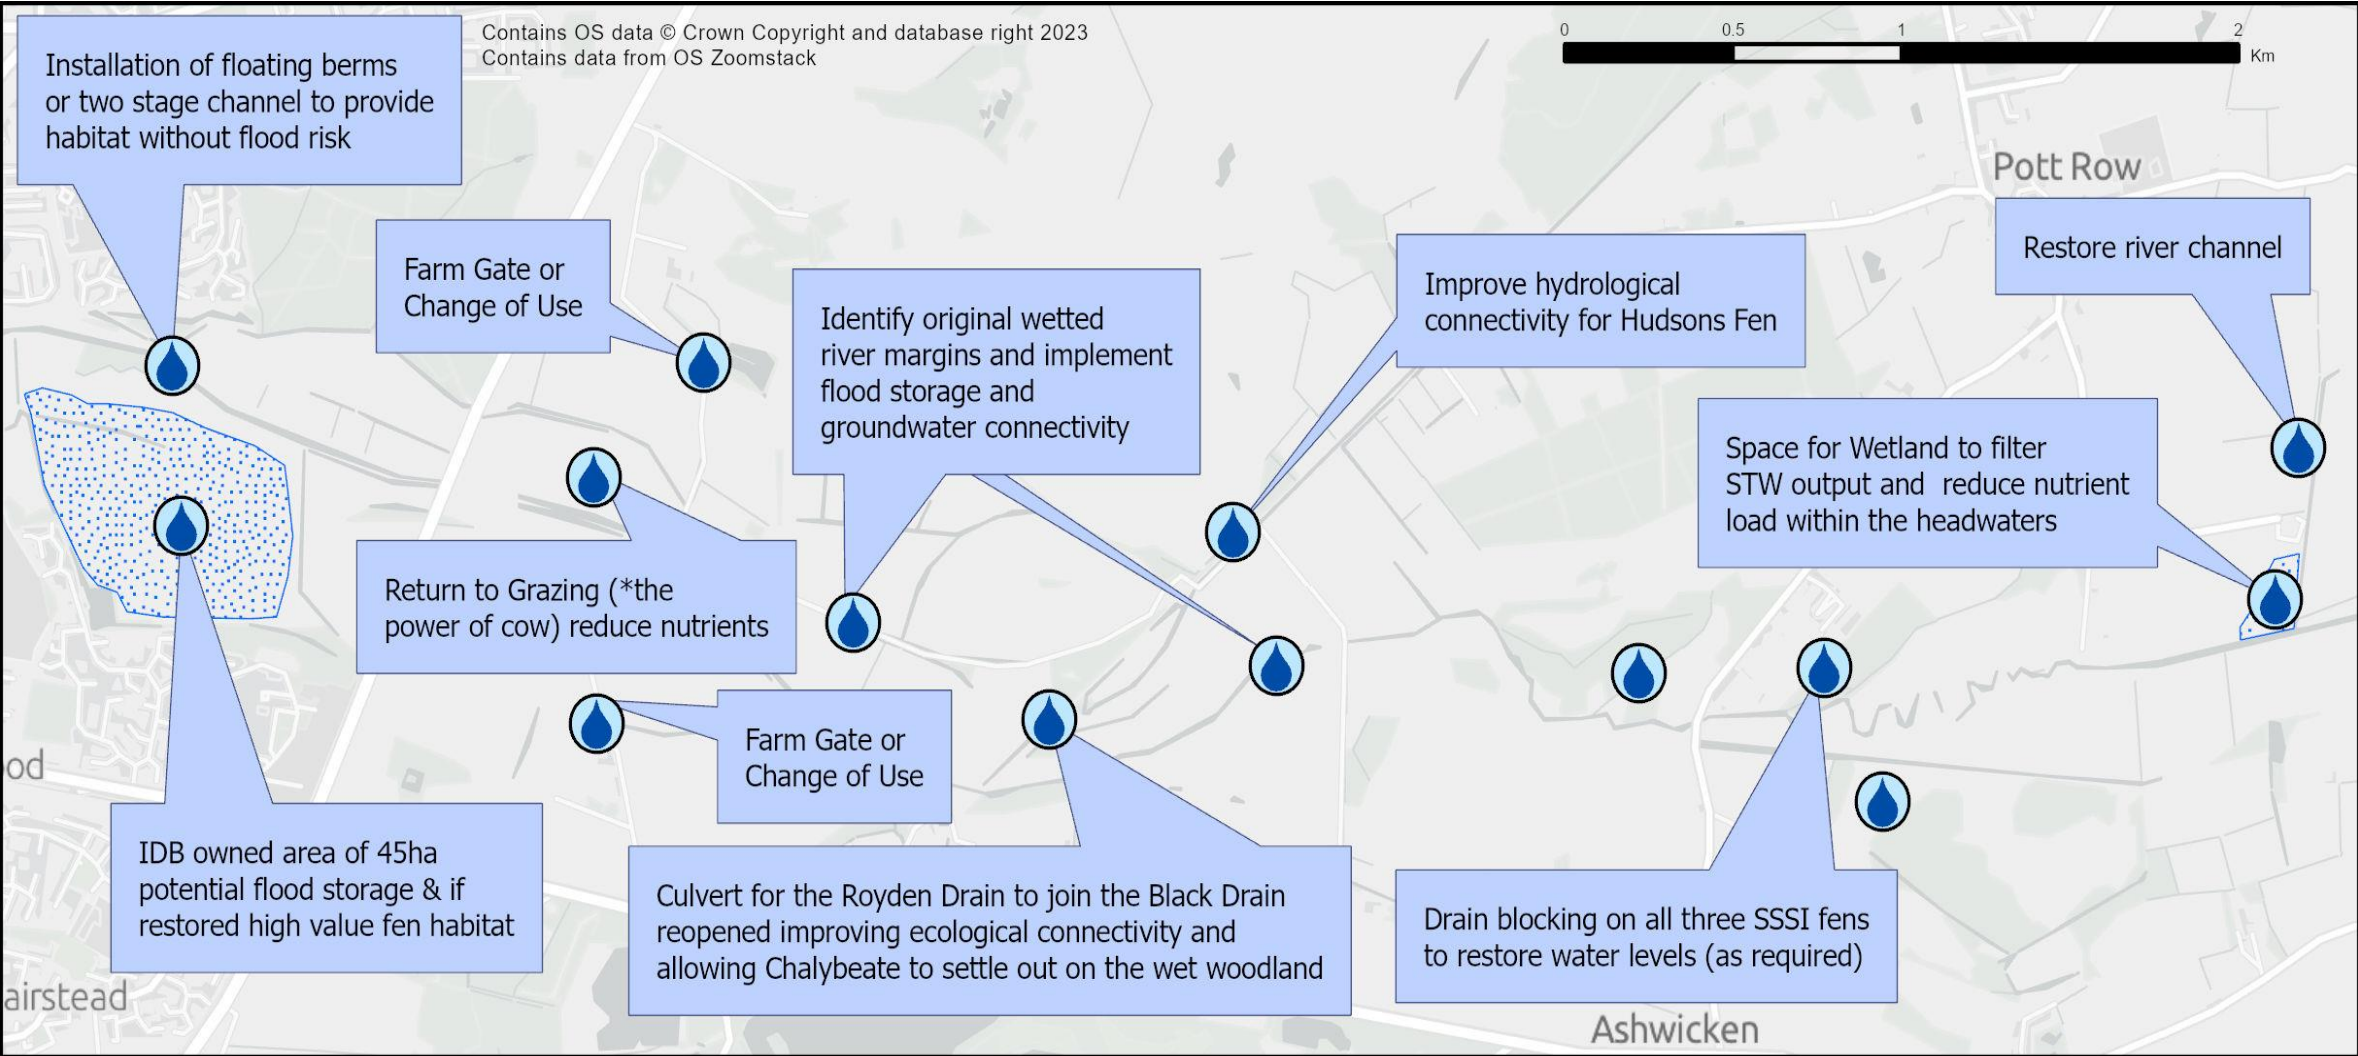 Installation of floating berms
or two stage channel to provide
habitat without flood risk
Contains OS data © Crown Copyright and database right 2023
Contains data from OS Zoomstack
0 0.5 1 2
Km
Pott Row
Farm Gate or
Change of Use
Identify original wetted
river margins and implement
flood storage and
groundwater connectivity
Improve hydrological
connectivity for Hudsons Fen
Restore river channel
Space for Wetland to filter
STW output and reduce nutrient
load within the headwaters
Return to Grazing (*the
power of cow) reduce nutrients
Farm Gate or
Change of Use
od
IDB owned area of 45ha
potential flood storage & if
restored high value fen habitat
Culvert for the Royden Drain to join the Black Drain
reopened improving ecological connectivity and
allowing Chalybeate to settle out on the wet woodland
Drain blocking on all three SSSI fens
to restore water levels (as required)
airstead
Ashwicken